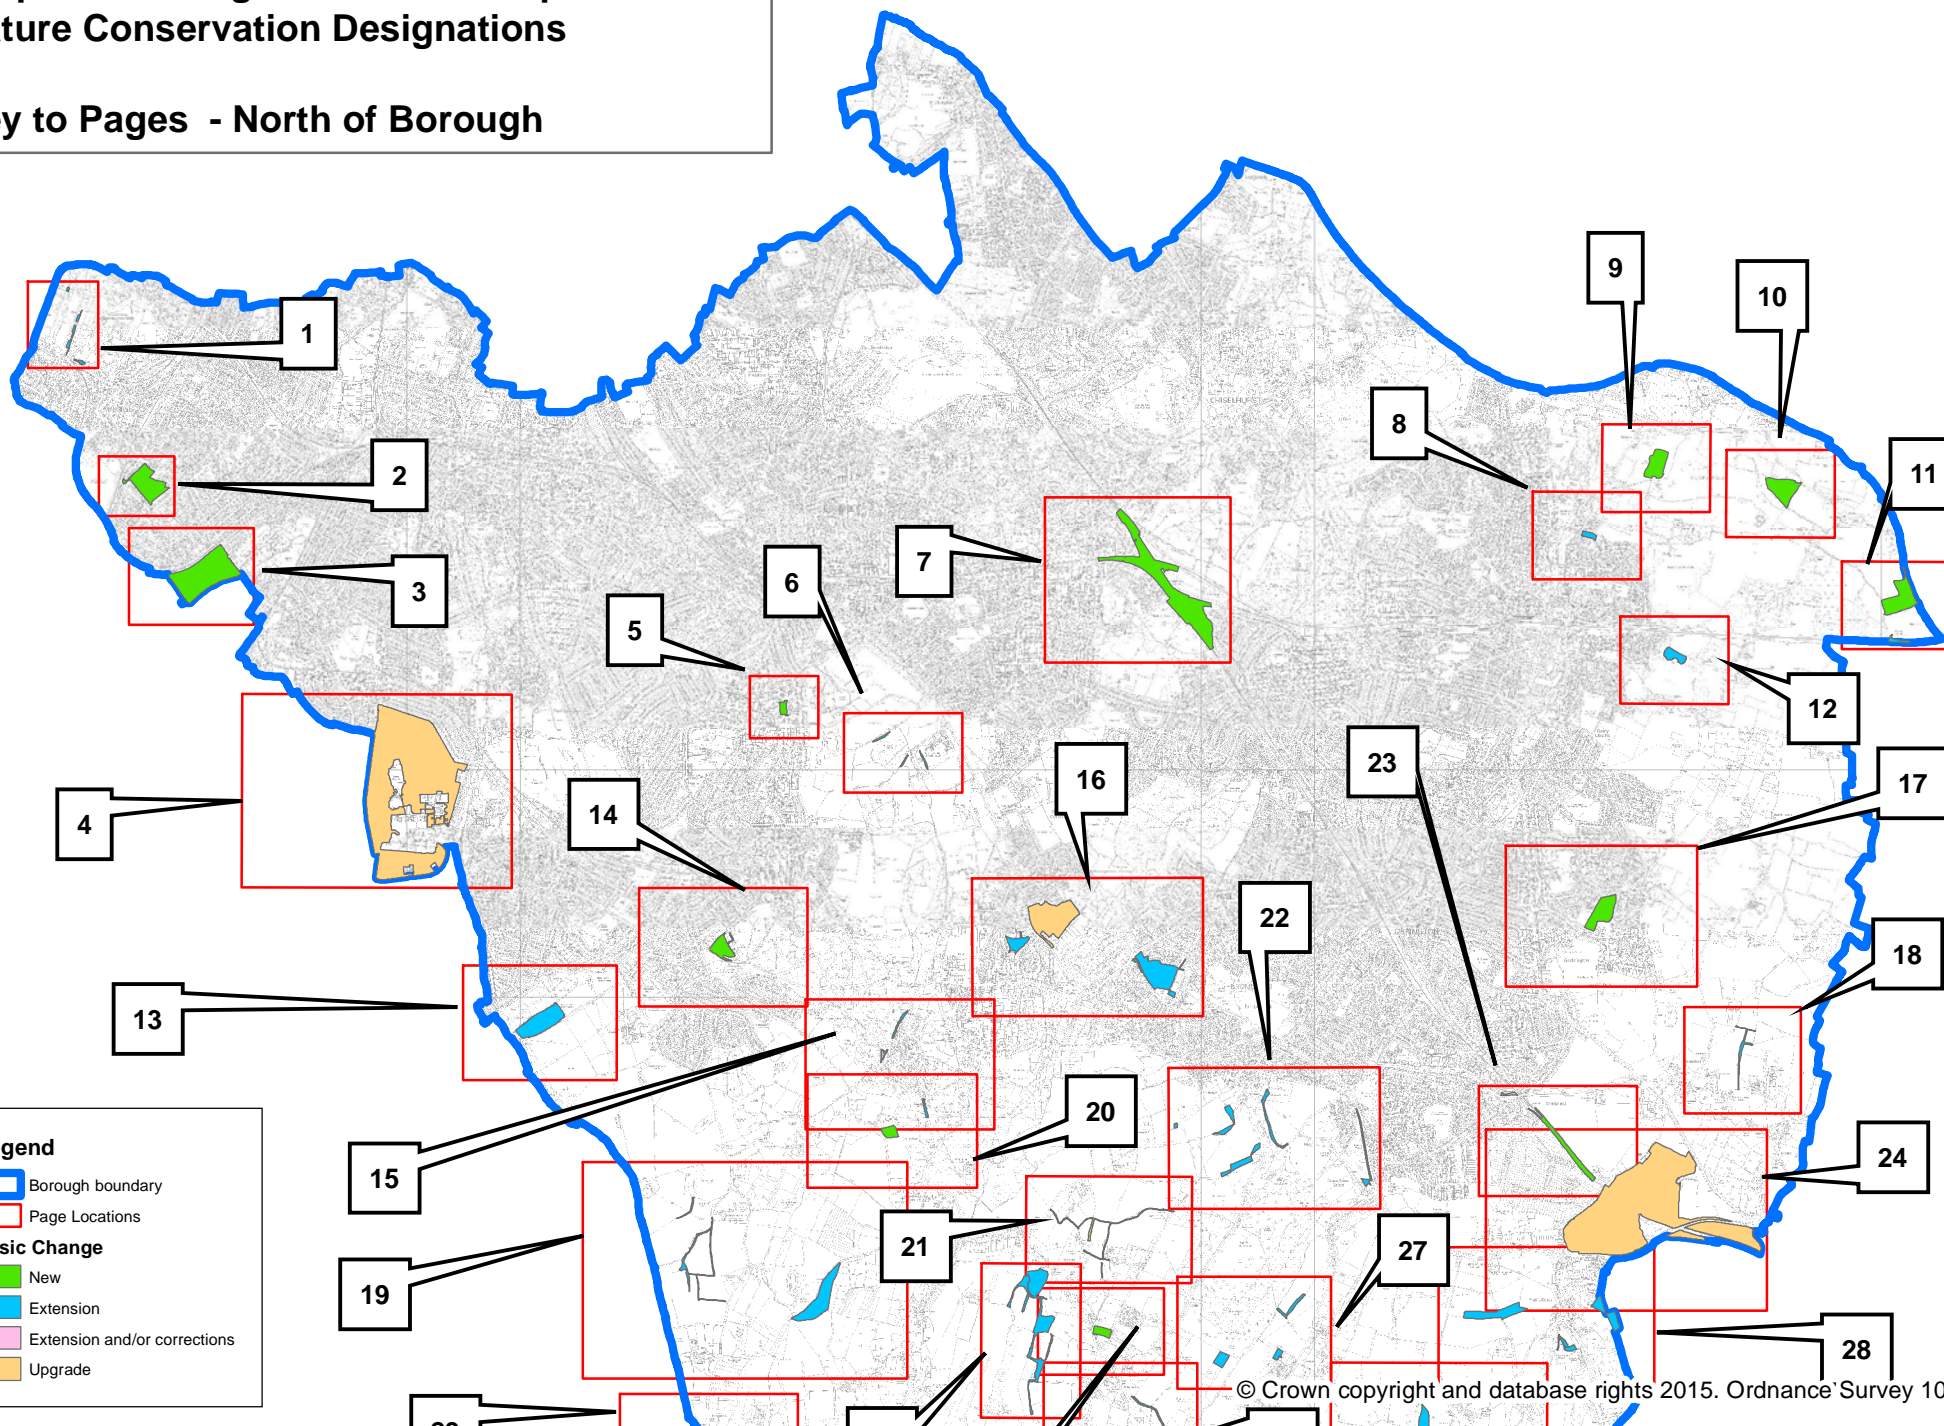 ture Conservation Designations
y to Pages - North of Borough
1
2
3
4
5
6
7
8
9
10
11
12
13
14
15
16
17
18
19
20
21
22
23
24
27
28
CHISELHURST
gend
Borough boundary
Page Locations
sic Change
New
Extension
Extension and/or corrections
Upgrade
© Crown copyright and database rights 2015. Ordnance Survey 10